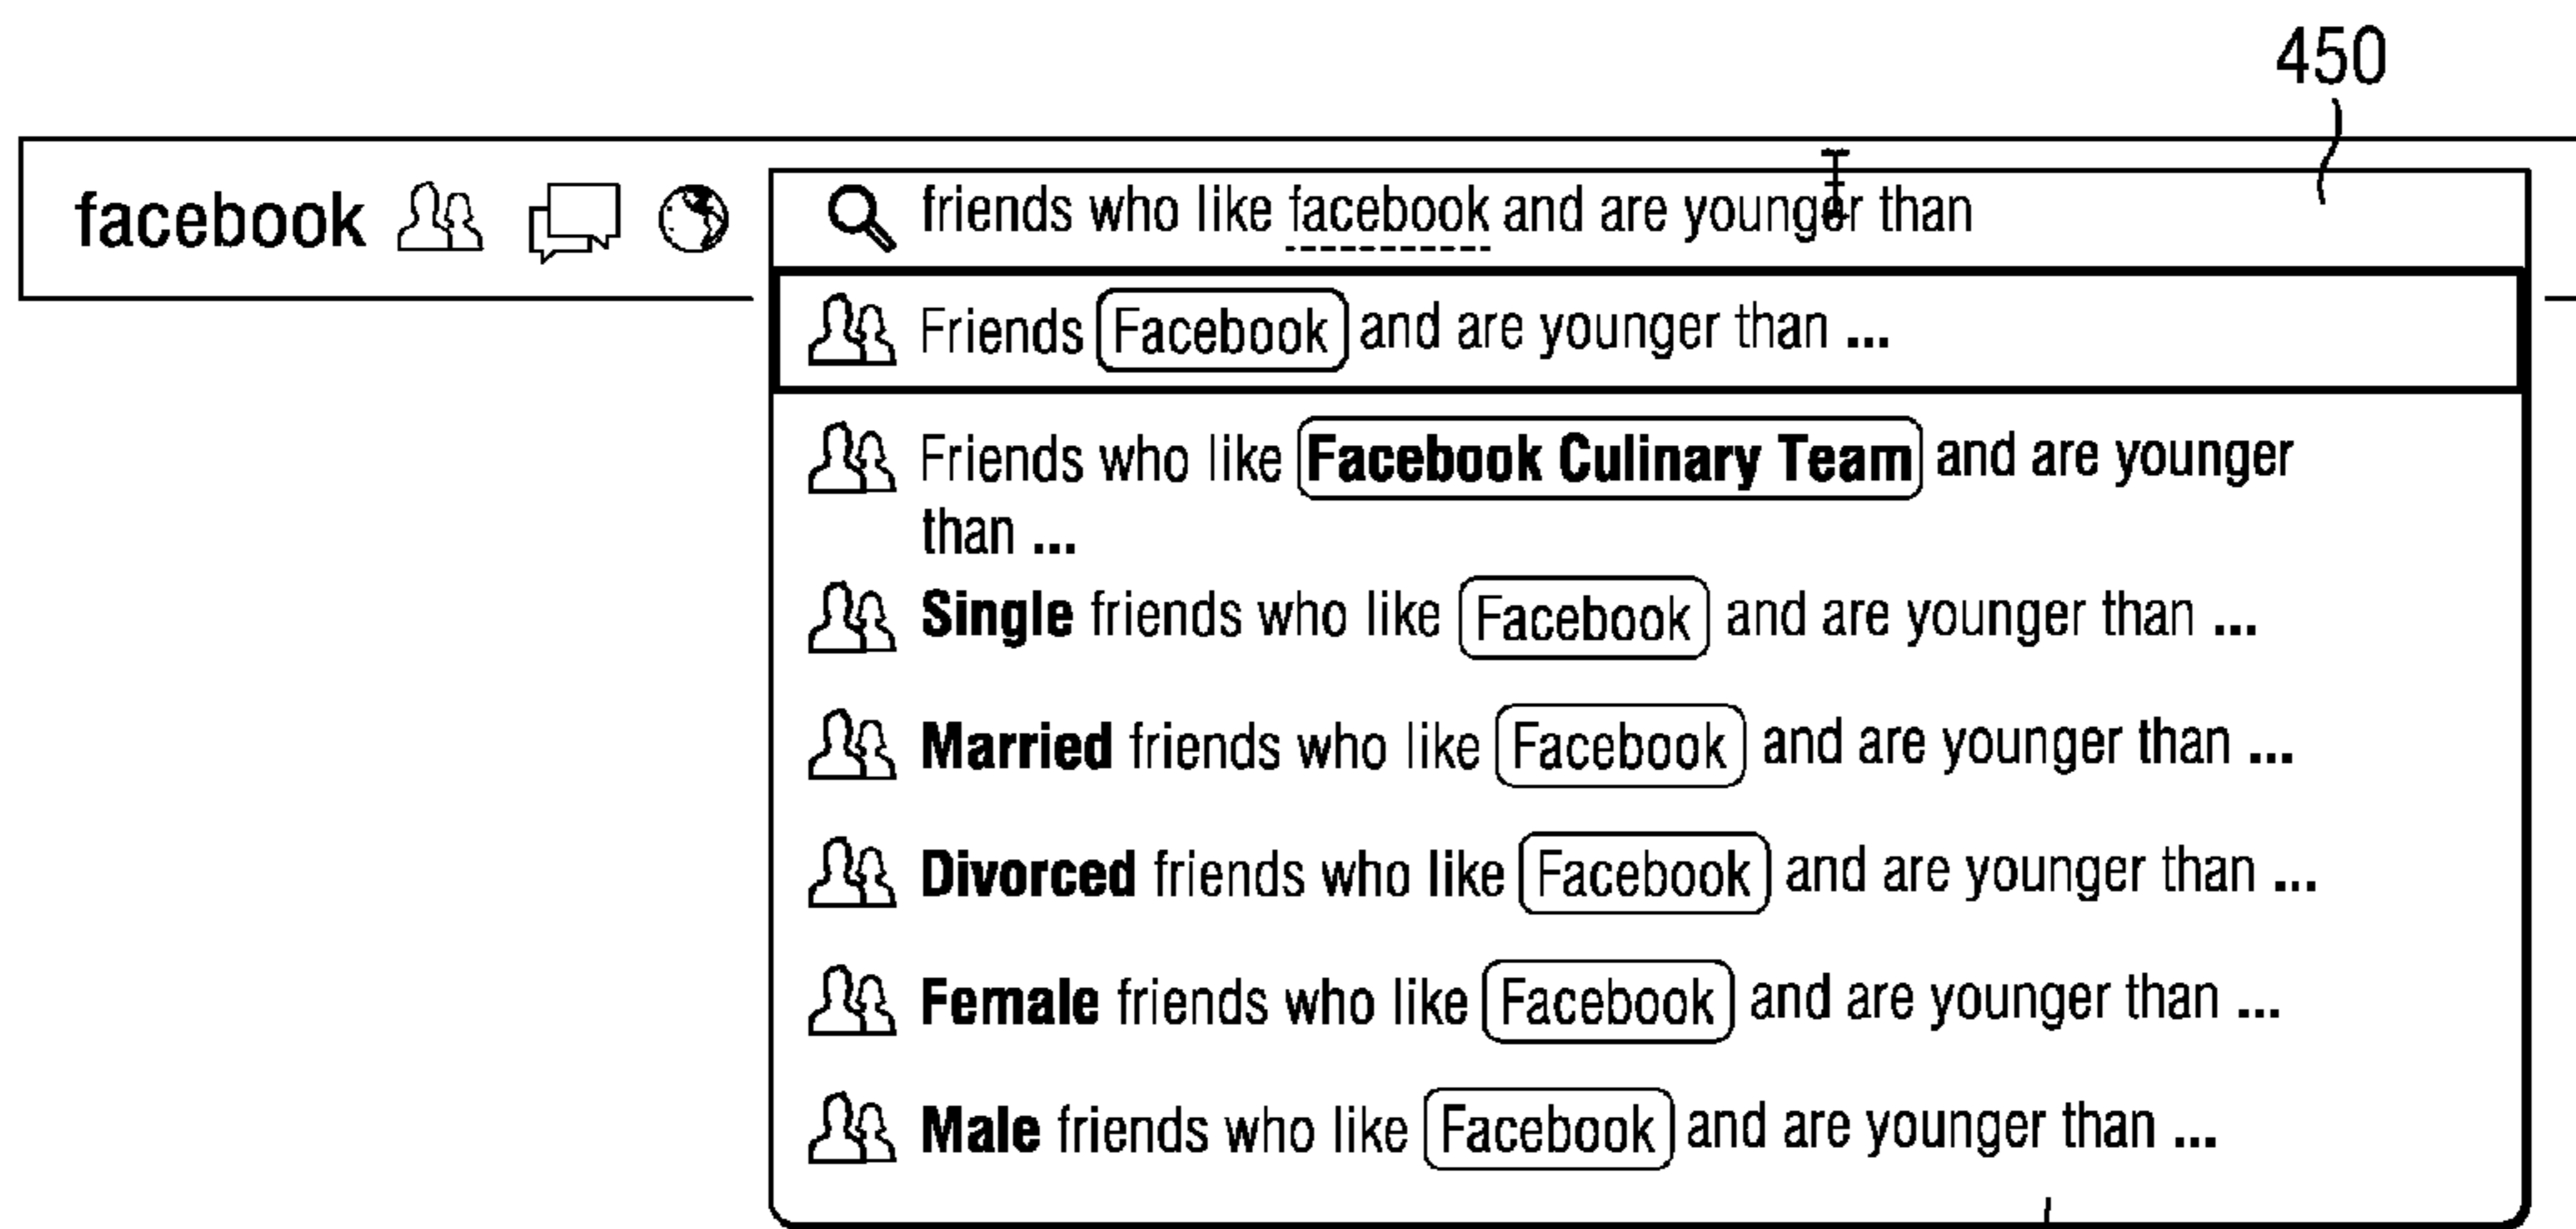 450
facebook
friends who like facebook and are younger than
Friends Facebook and are younger than ...
Friends who like Facebook Culinary Team and are younger
than ...
Single friends who like Facebook and are younger than ...
Married friends who like Facebook and are younger than ...
Divorced friends who like Facebook and are younger than ...
Female friends who like Facebook and are younger than ...
Male friends who like Facebook and are younger than ...